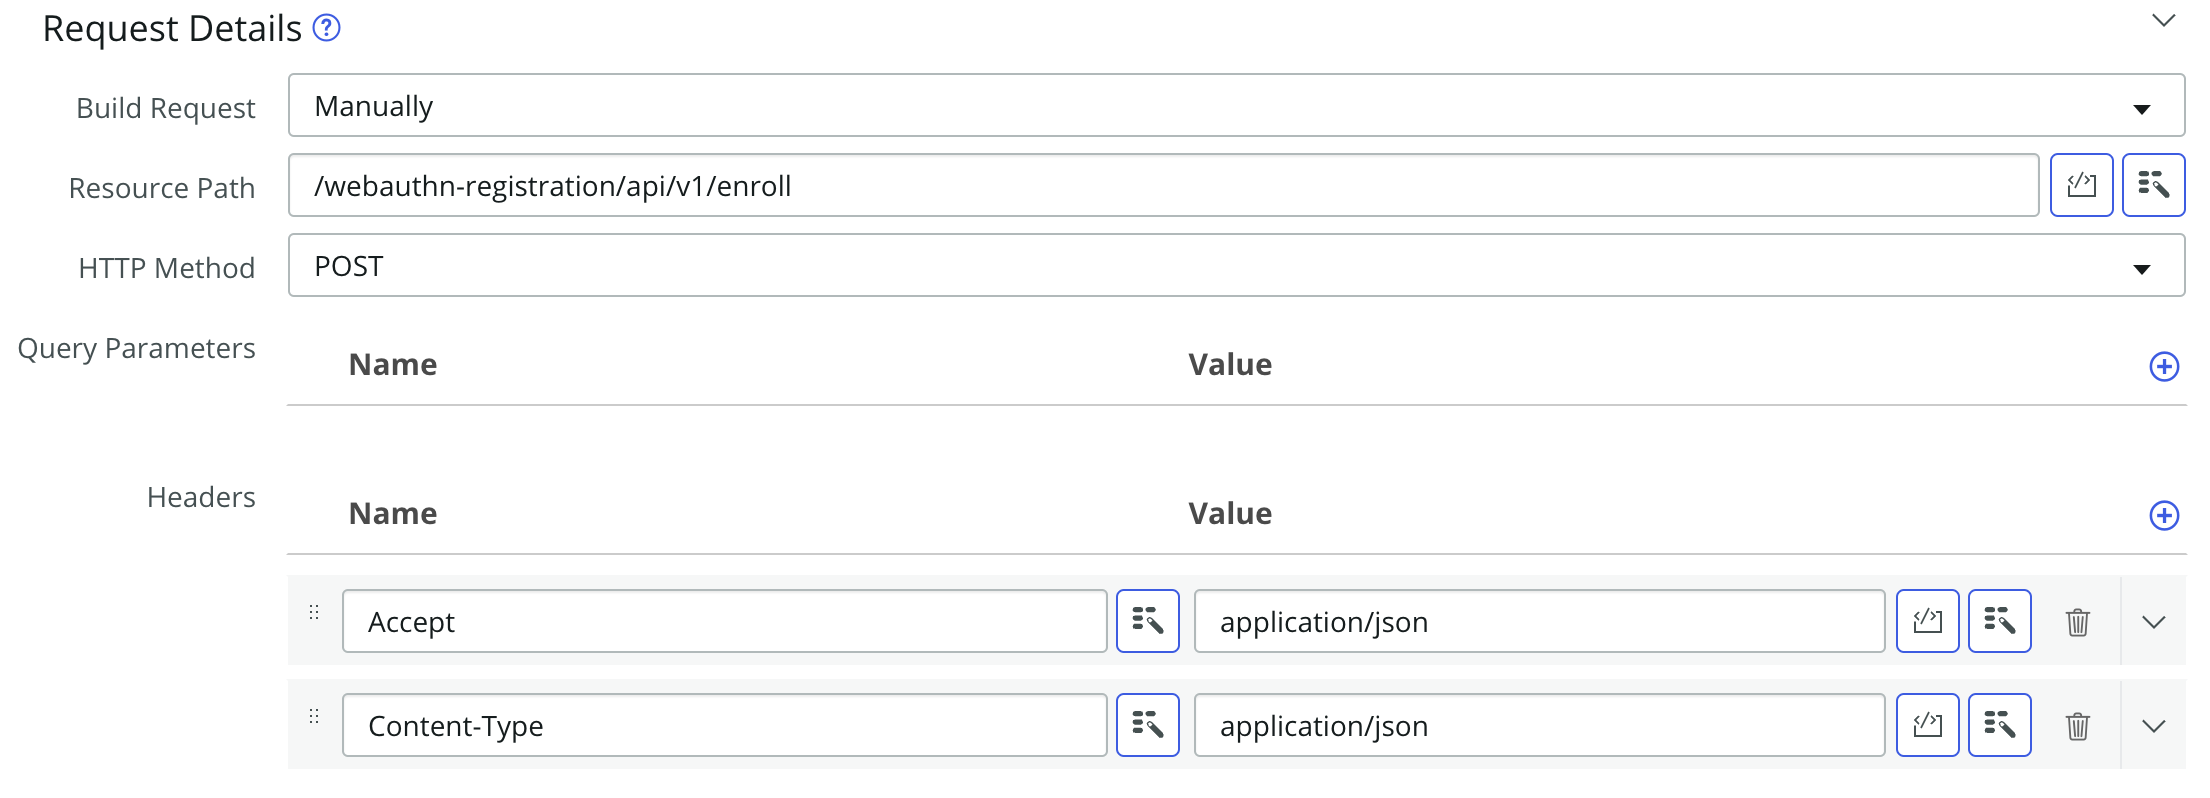 Request Details ?
Build Request Manually
Resource Path /webauthn-registration/api/v1/enroll
HTTP Method POST
Query Parameters Name Value
Headers Name Value
Accept application/json
Content-Type application/json